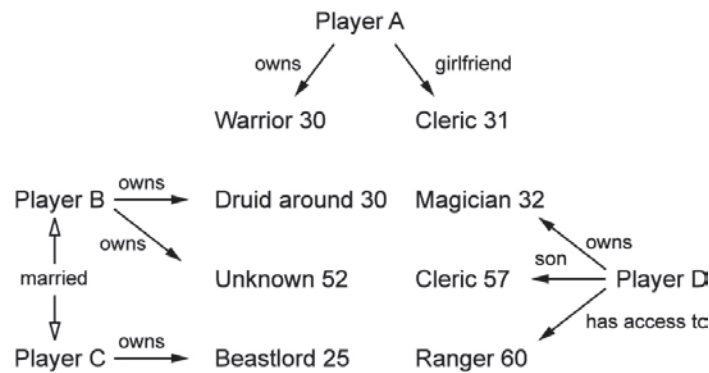 Player A
owns girlfriend
Warrior 30 Cleric 31
owns
Player B Druid around 30 Magician 32
owns owns
son
married Unknown 52 Cleric 57 Player D
has access to
owns
Player C Beastlord 25 Ranger 60